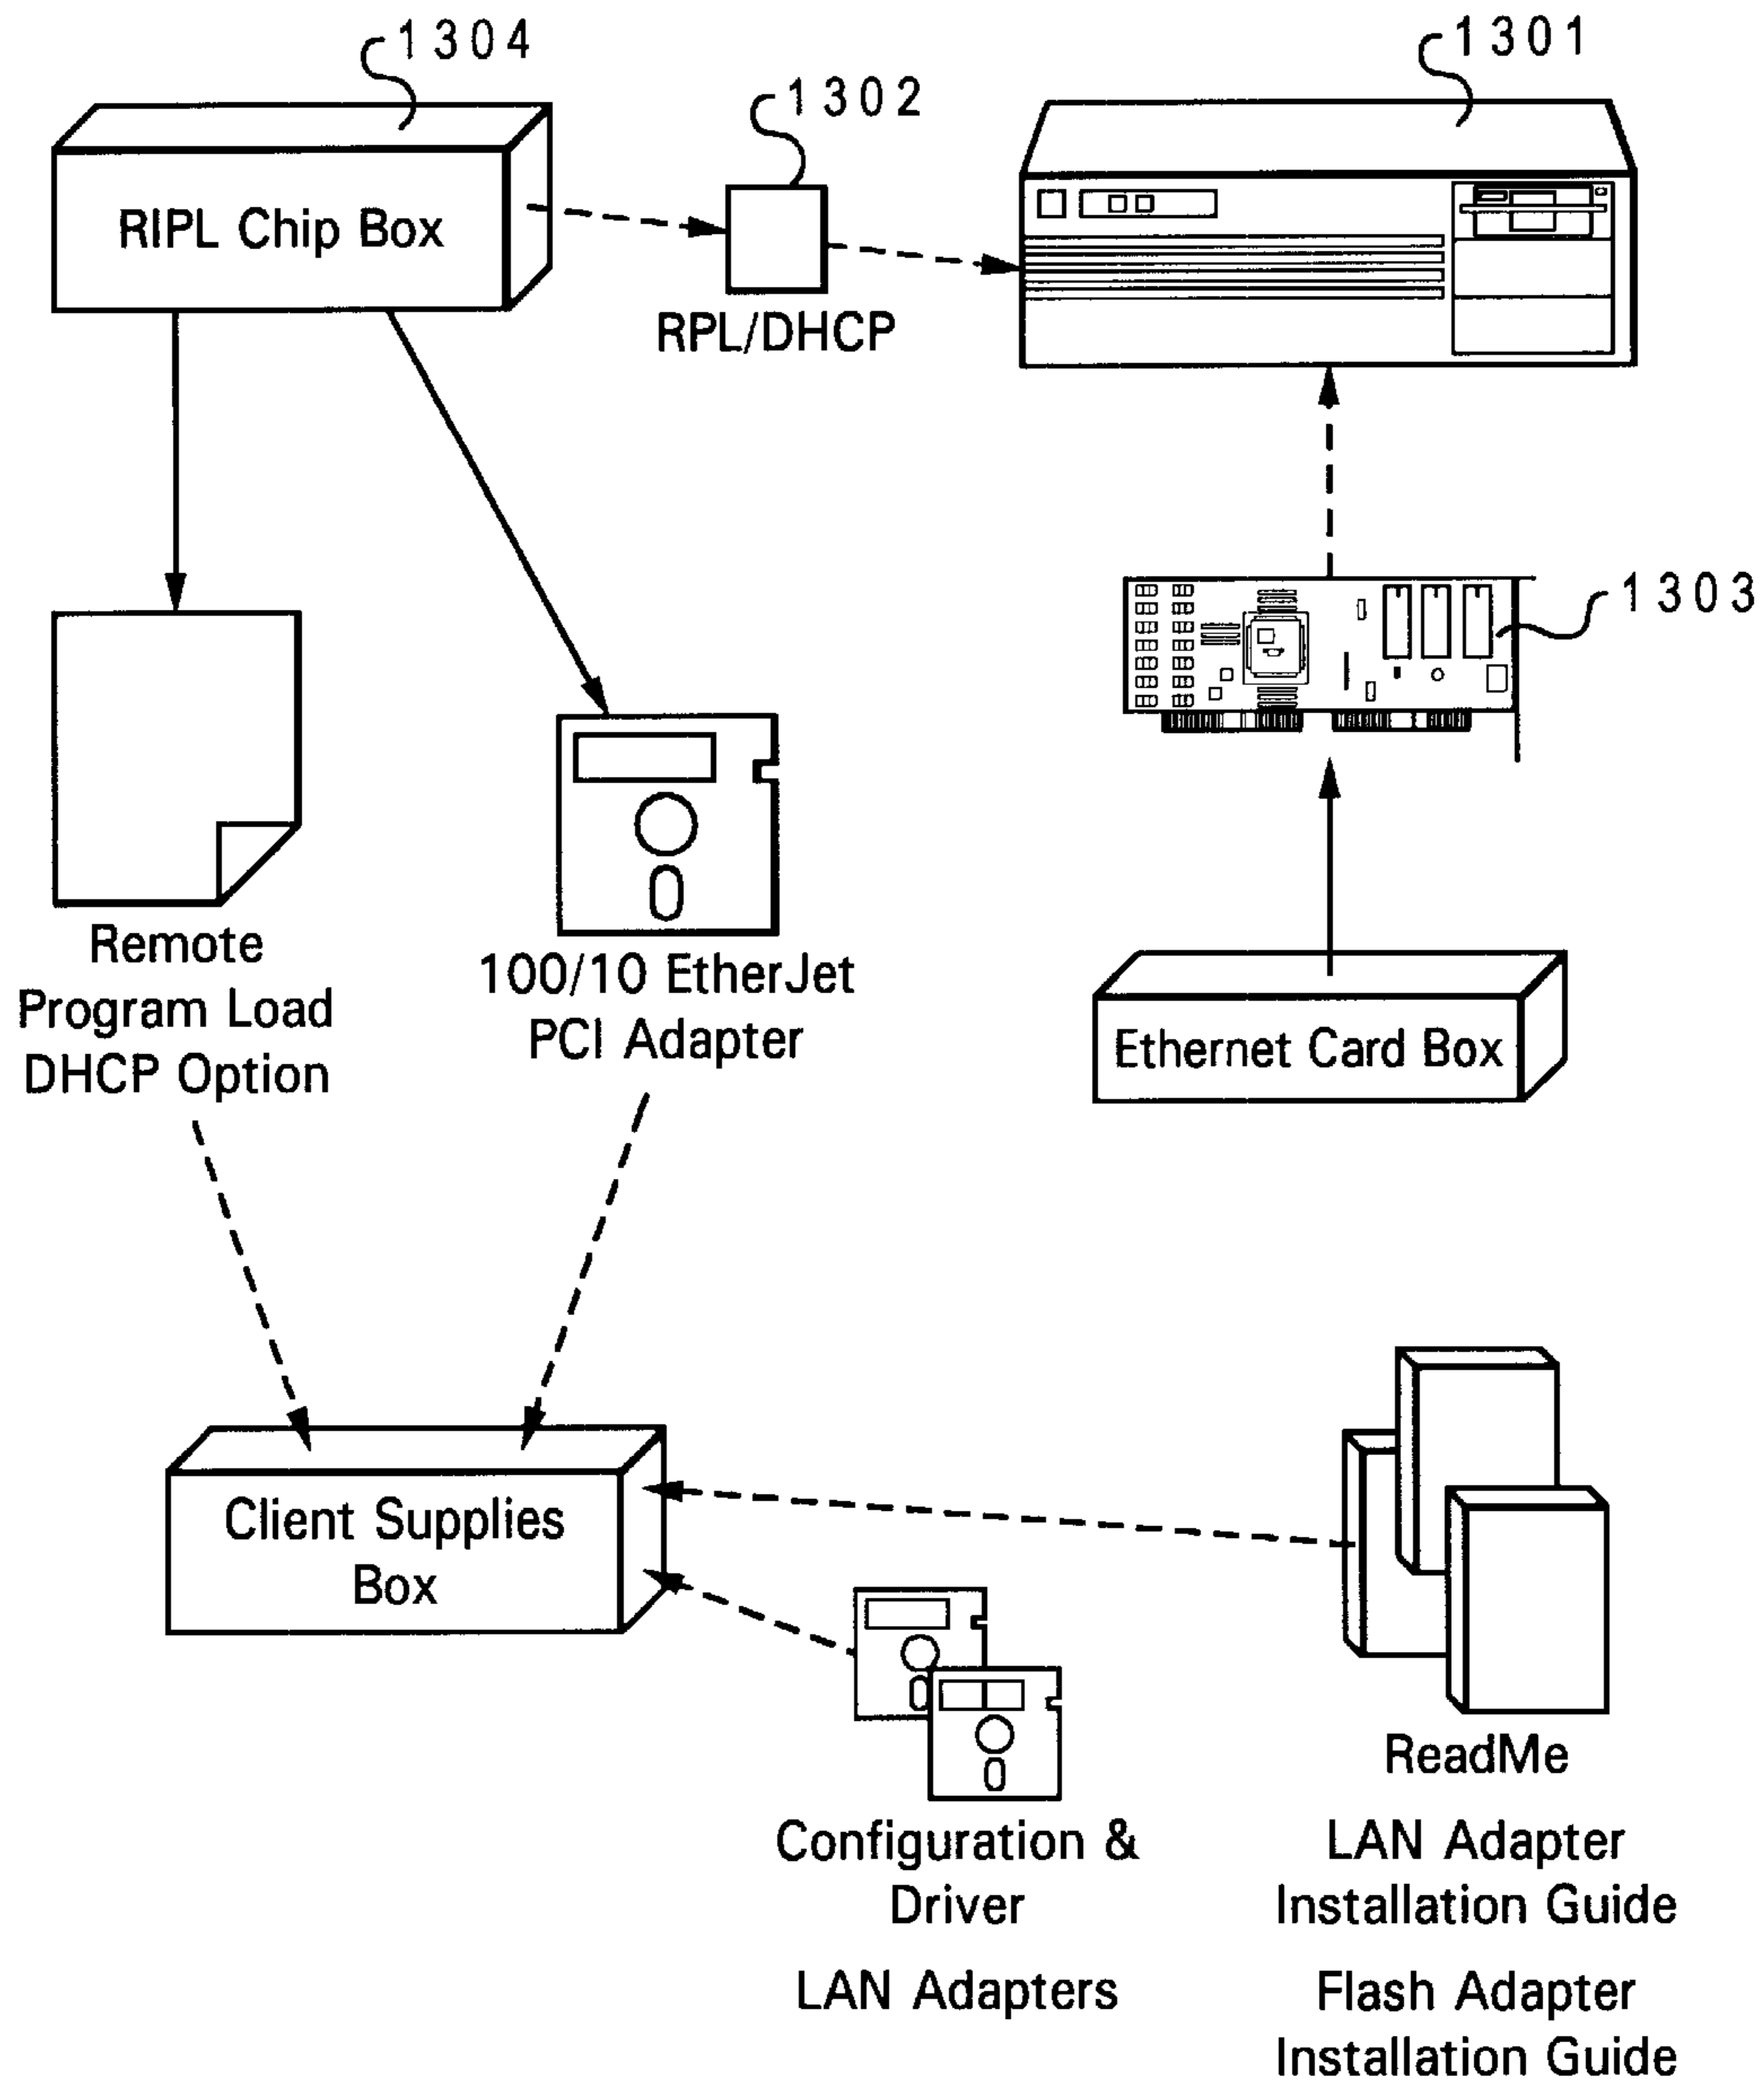 1304
1301
1302
RIPL Chip Box
RPL/DHCP
1303
Remote
Program Load
DHCP Option
100/10 EtherJet
PCI Adapter
Ethernet Card Box
Client Supplies
Box
Configuration &
Driver
LAN Adapters
ReadMe
LAN Adapter
Installation Guide
Flash Adapter
Installation Guide